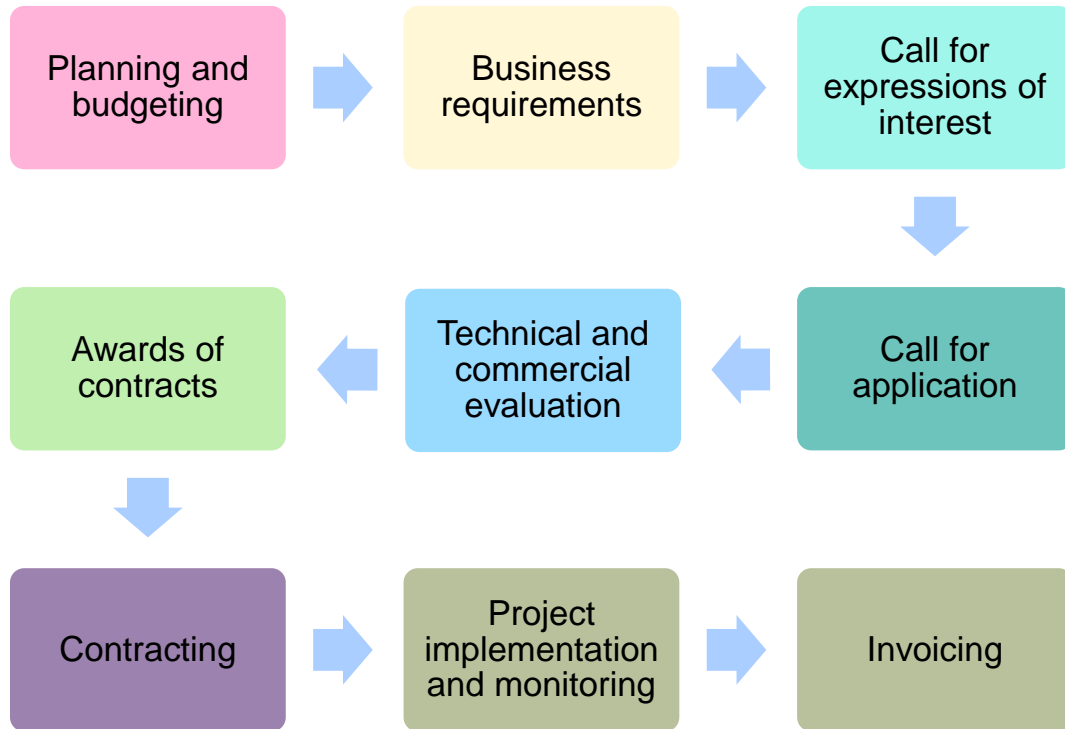 Planning and
budgeting
Business
requirements
Call for
expressions of
interest
Call for
application
Technical and
commercial
evaluation
Awards of
contracts
Contracting
Project
implementation
and monitoring
Invoicing